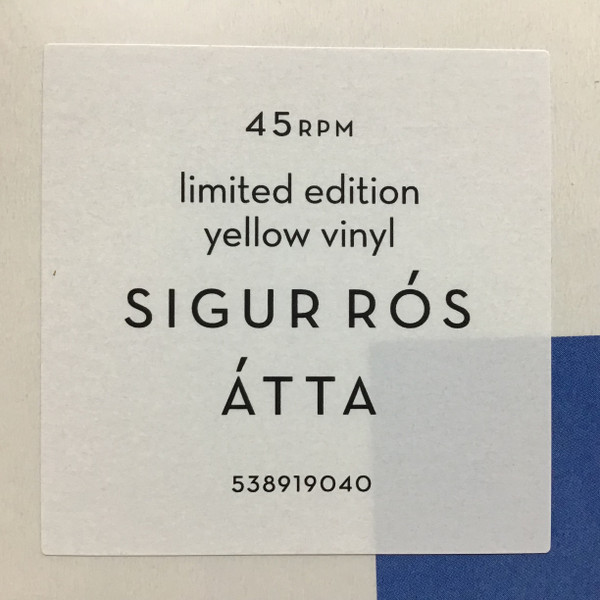 45RPM
limited edition
yellow vinyl
SIGUR RÓS
ÁTTA
538919040